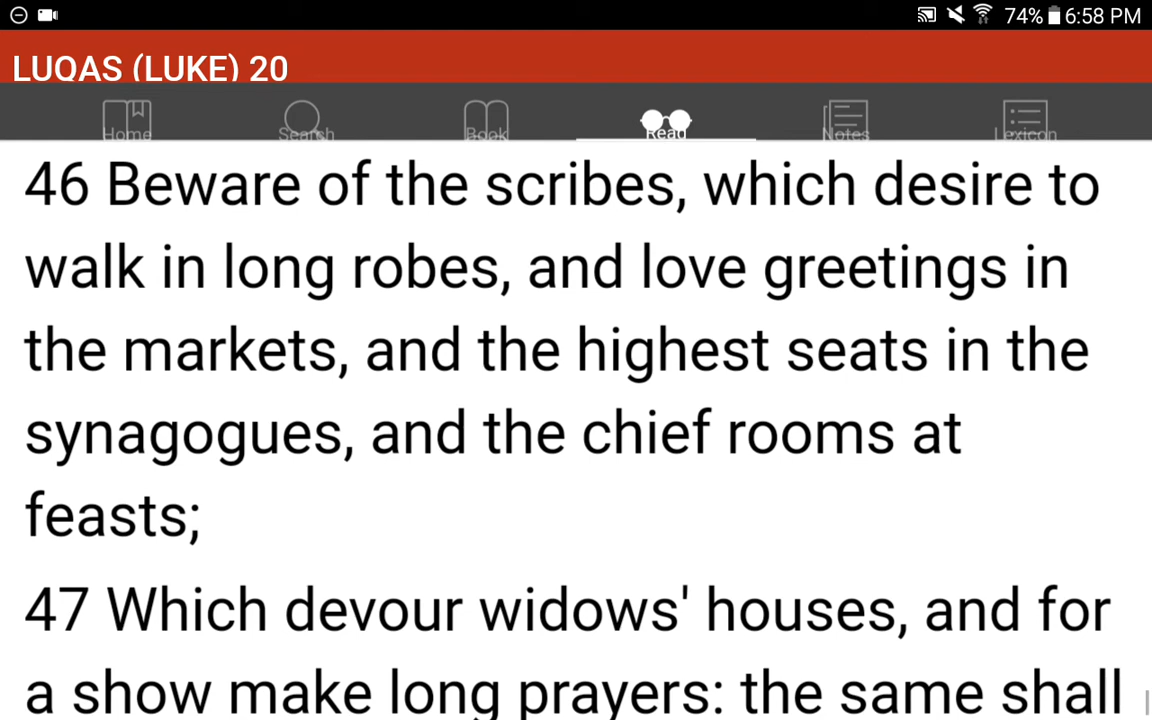 74% 6:58 PM
LUQAS (LUKE) 20
Home Search Book Read Notes Lexicon
46 Beware of the scribes, which desire to
walk in long robes, and love greetings in
the markets, and the highest seats in the
synagogues, and the chief rooms at
feasts;
47 Which devour widows' houses, and for
a show make long prayers: the same shall